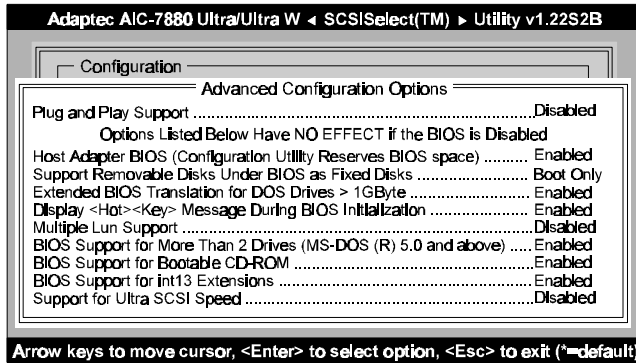 Adaptec AIC-7880 Ultra/Ultra W ◄ SCSISelect(TM) ► Utility v1.22S2B
Configuration
Advanced Configuration Options
Plug and Play Support ........ Disabled
Options Listed Below Have NO EFFECT if the BIOS is Disabled
Host Adapter BIOS (Configuration Utility Reserves BIOS space) ........ Enabled
Support Removable Disks Under BIOS as Fixed Disks ........ Boot Only
Extended BIOS Translation for DOS Drives > 1GByte ........ Enabled
Display <Hot><Key> Message During BIOS Initialization ........ Enabled
Multiple Lun Support ........ Disabled
BIOS Support for More Than 2 Drives (MS-DOS (R) 5.0 and above) ..... Enabled
BIOS Support for Bootable CD-ROM ........ Enabled
BIOS Support for int13 Extensions ........ Enabled
Support for Ultra SCSI Speed ........ Disabled
Arrow keys to move cursor, <Enter> to select option, <Esc> to exit (*=default)